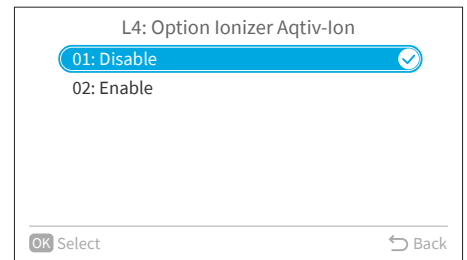 L4: Option Ionizer Aqtiv-Ion
01: Disable
02: Enable
OK Select
Back